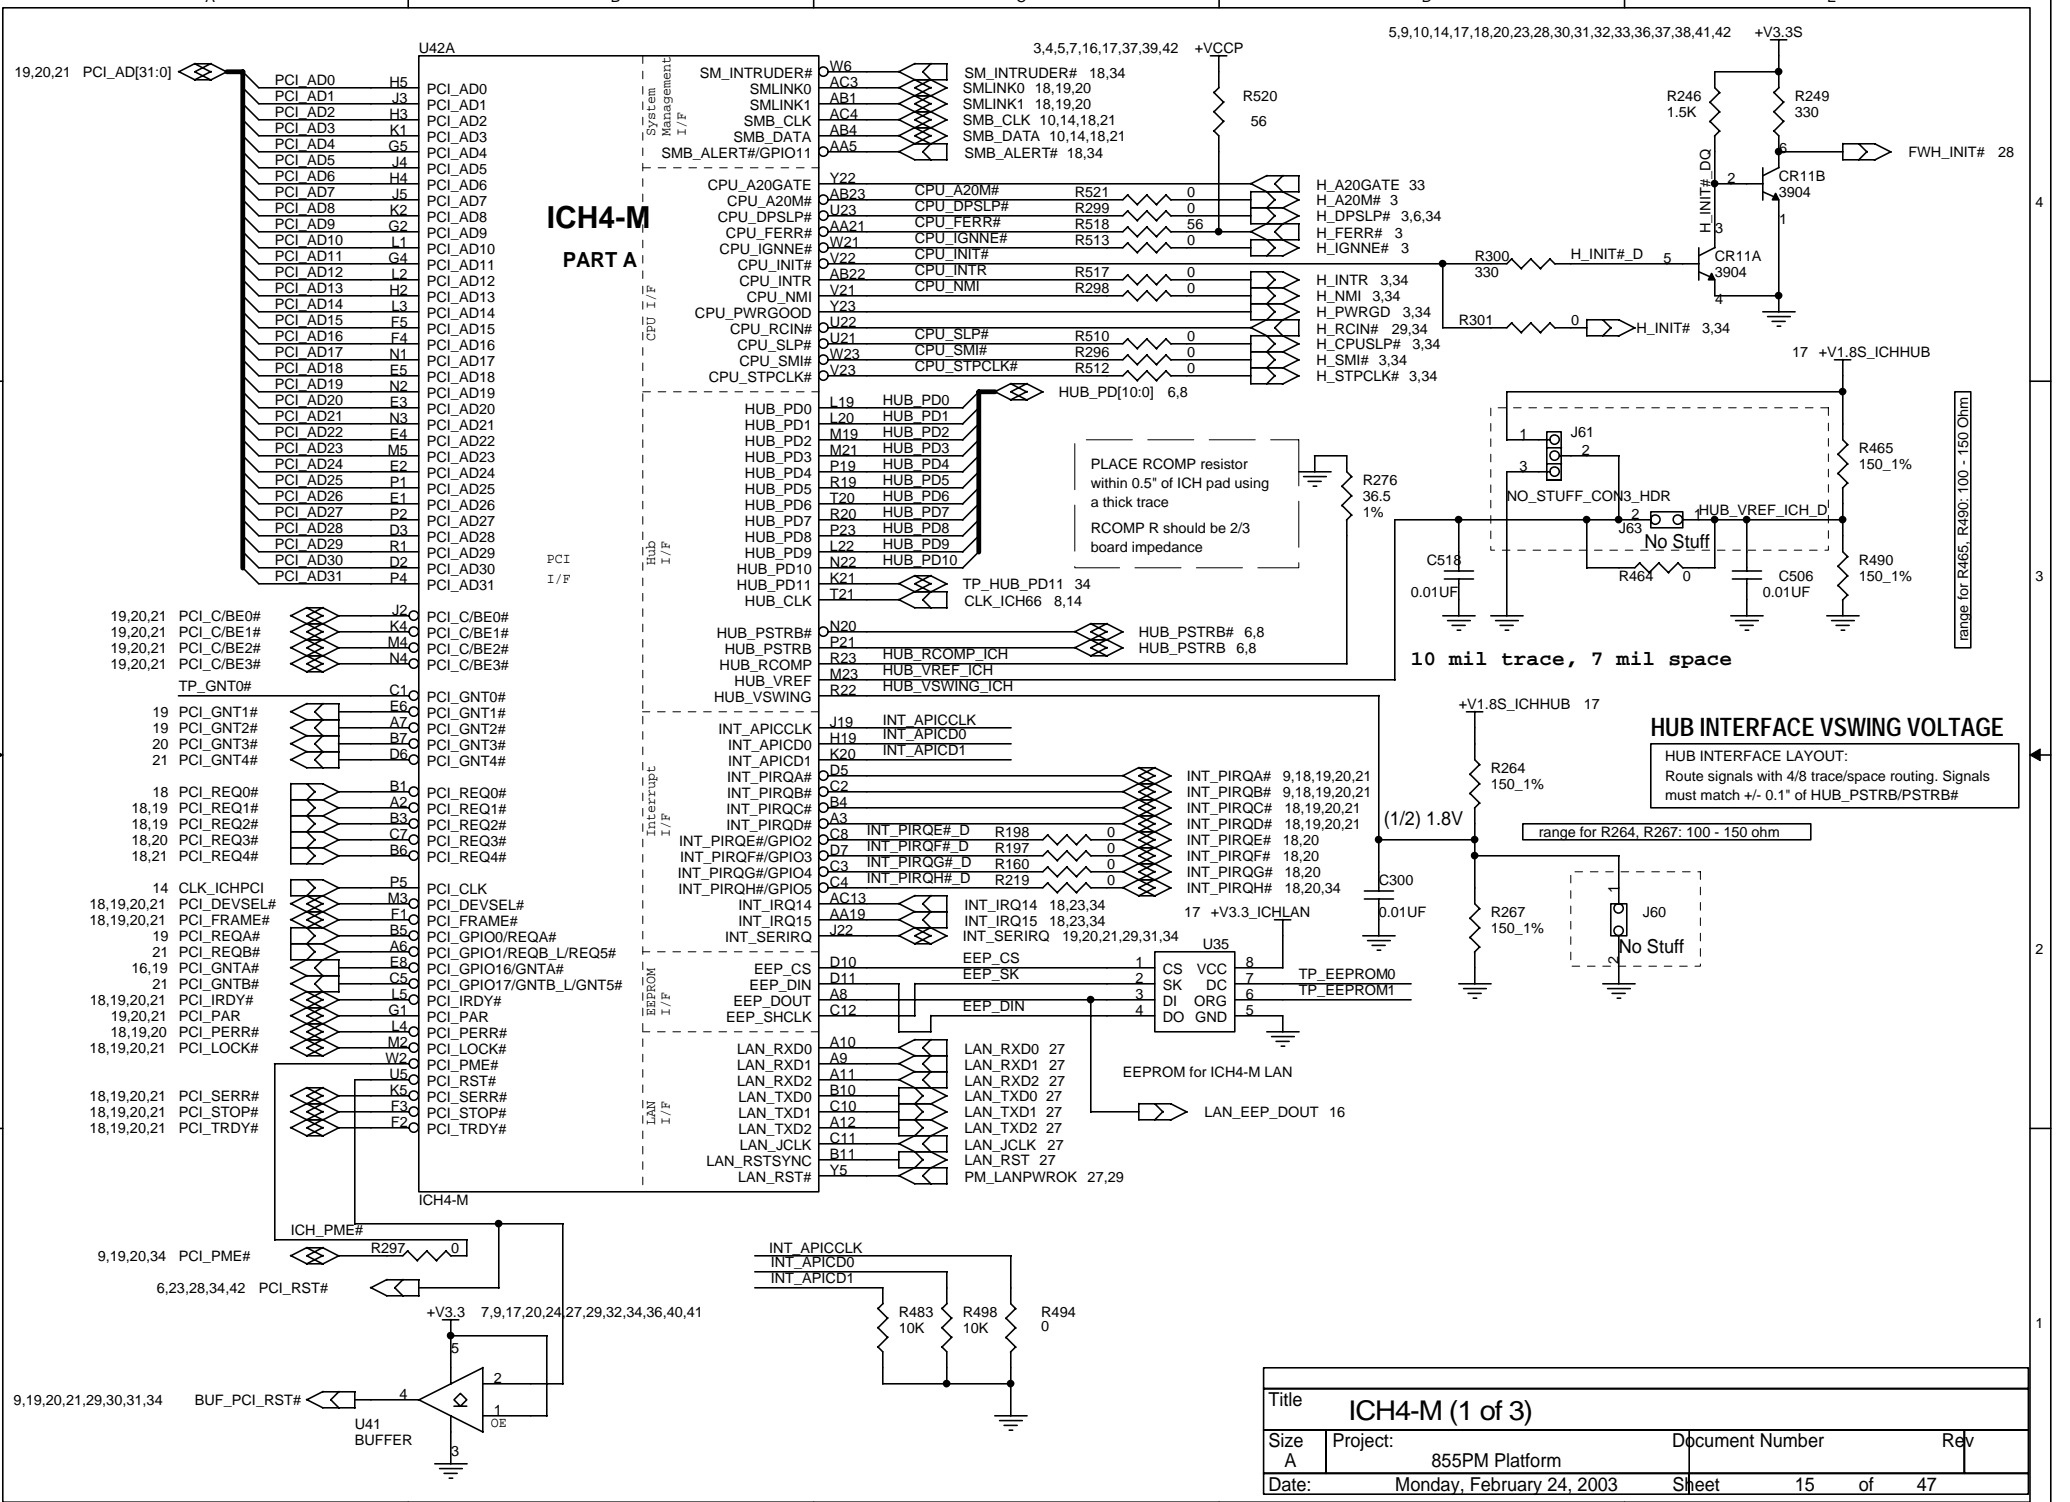 A
B
C
D
E
U42A
ICH4-M
PART A
19,20,21 PCI_AD[31:0]
PCI_AD0 H5 PCI_AD0
PCI_AD1 J3 PCI_AD1
PCI_AD2 H3 PCI_AD2
PCI_AD3 K1 PCI_AD3
PCI_AD4 G5 PCI_AD4
PCI_AD5 J4 PCI_AD5
PCI_AD6 H4 PCI_AD6
PCI_AD7 J5 PCI_AD7
PCI_AD8 K2 PCI_AD8
PCI_AD9 G2 PCI_AD9
PCI_AD10 L1 PCI_AD10
PCI_AD11 G4 PCI_AD11
PCI_AD12 L2 PCI_AD12
PCI_AD13 H2 PCI_AD13
PCI_AD14 L3 PCI_AD14
PCI_AD15 F5 PCI_AD15
PCI_AD16 F4 PCI_AD16
PCI_AD17 N1 PCI_AD17
PCI_AD18 E5 PCI_AD18
PCI_AD19 N2 PCI_AD19
PCI_AD20 E3 PCI_AD20
PCI_AD21 N3 PCI_AD21
PCI_AD22 E4 PCI_AD22
PCI_AD23 M5 PCI_AD23
PCI_AD24 E2 PCI_AD24
PCI_AD25 P1 PCI_AD25
PCI_AD26 E1 PCI_AD26
PCI_AD27 P2 PCI_AD27
PCI_AD28 D3 PCI_AD28
PCI_AD29 R1 PCI_AD29
PCI_AD30 D2 PCI_AD30
PCI_AD31 P4 PCI_AD31
PCI
I/F
19,20,21 PCI_C/BE0# J2 PCI_C/BE0#
19,20,21 PCI_C/BE1# K4 PCI_C/BE1#
19,20,21 PCI_C/BE2# M4 PCI_C/BE2#
19,20,21 PCI_C/BE3# N4 PCI_C/BE3#
TP_GNT0# C1 PCI_GNT0#
19 PCI_GNT1# E6 PCI_GNT1#
19 PCI_GNT2# A7 PCI_GNT2#
20 PCI_GNT3# B7 PCI_GNT3#
21 PCI_GNT4# D6 PCI_GNT4#
18 PCI_REQ0# B1 PCI_REQ0#
18,19 PCI_REQ1# A2 PCI_REQ1#
18,19 PCI_REQ2# B3 PCI_REQ2#
18,20 PCI_REQ3# C7 PCI_REQ3#
18,21 PCI_REQ4# B6 PCI_REQ4#
14 CLK_ICHPCI P5 PCI_CLK
18,19,20,21 PCI_DEVSEL# M3 PCI_DEVSEL#
18,19,20,21 PCI_FRAME# F1 PCI_FRAME#
19 PCI_REQA# B5 PCI_GPIO0/REQA#
21 PCI_REQB# A6 PCI_GPIO1/REQB_L/REQ5#
16,19 PCI_GNTA# E8 PCI_GPIO16/GNTA#
21 PCI_GNTB# C5 PCI_GPIO17/GNTB_L/GNT5#
18,19,20,21 PCI_IRDY# L5 PCI_IRDY#
19,20,21 PCI_PAR G1 PCI_PAR
18,19,20 PCI_PERR# L4 PCI_PERR#
18,19,20,21 PCI_LOCK# M2 PCI_LOCK#
W2 PCI_PME#
U5 PCI_RST#
18,19,20,21 PCI_SERR# K5 PCI_SERR#
18,19,20,21 PCI_STOP# F3 PCI_STOP#
18,19,20,21 PCI_TRDY# F2 PCI_TRDY#
ICH4-M
System Management I/F
SM_INTRUDER# W6 SM_INTRUDER# 18,34
SMLINK0 AC3 SMLINK0 18,19,20
SMLINK1 AB1 SMLINK1 18,19,20
SMB_CLK AC4 SMB_CLK 10,14,18,21
SMB_DATA AB4 SMB_DATA 10,14,18,21
SMB_ALERT#/GPIO11 AA5 SMB_ALERT# 18,34
CPU I/F
CPU_A20GATE Y22 H_A20GATE 33
CPU_A20M# AB23 CPU_A20M# R521 0 H_A20M# 3
CPU_DPSLP# U23 CPU_DPSLP# R299 0 H_DPSLP# 3,6,34
CPU_FERR# AA21 CPU_FERR# R518 56 H_FERR# 3
CPU_IGNNE# W21 CPU_IGNNE# R513 0 H_IGNNE# 3
CPU_INIT# V22 CPU_INIT#
CPU_INTR AB22 CPU_INTR R517 0 H_INTR 3,34
CPU_NMI V21 CPU_NMI R298 0 H_NMI 3,34
CPU_PWRGOOD Y23 H_PWRGD 3,34
CPU_RCIN# U22 H_RCIN# 29,34
CPU_SLP# U21 CPU_SLP# R510 0 H_CPUSLP# 3,34
CPU_SMI# W23 CPU_SMI# R296 0 H_SMI# 3,34
CPU_STPCLK# V23 CPU_STPCLK# R512 0 H_STPCLK# 3,34
3,4,5,7,16,17,37,39,42 +VCCP
R520
56
5,9,10,14,17,18,20,23,28,30,31,32,33,36,37,38,41,42 +V3.3S
R246
1.5K
R249
330
6
FWH_INIT# 28
CR11B
3904
2
1
H_INIT#_DQ
3
R300
330
H_INIT#_D 5
CR11A
3904
4
R301 0 H_INIT# 3,34
Hub I/F
HUB_PD[10:0] 6,8
HUB_PD0 L19 HUB_PD0
HUB_PD1 L20 HUB_PD1
HUB_PD2 M19 HUB_PD2
HUB_PD3 M21 HUB_PD3
HUB_PD4 P19 HUB_PD4
HUB_PD5 R19 HUB_PD5
HUB_PD6 T20 HUB_PD6
HUB_PD7 R20 HUB_PD7
HUB_PD8 P23 HUB_PD8
HUB_PD9 L22 HUB_PD9
HUB_PD10 N22 HUB_PD10
HUB_PD11 K21 TP_HUB_PD11 34
HUB_CLK T21 CLK_ICH66 8,14
HUB_PSTRB# N20 HUB_PSTRB# 6,8
HUB_PSTRB P21 HUB_PSTRB 6,8
HUB_RCOMP R23 HUB_RCOMP_ICH
HUB_VREF M23 HUB_VREF_ICH
HUB_VSWING R22 HUB_VSWING_ICH
PLACE RCOMP resistor
within 0.5" of ICH pad using
a thick trace
RCOMP R should be 2/3
board impedance
R276
36.5
1%
17 +V1.8S_ICHHUB
J61
1
2
3
NO_STUFF_CON3_HDR
2 1 HUB_VREF_ICH_D
J63
No Stuff
R465
150_1%
R490
150_1%
C518
0.01UF
R464 0
C506
0.01UF
range for R465, R490: 100 - 150 Ohm
10 mil trace, 7 mil space
+V1.8S_ICHHUB 17
HUB INTERFACE VSWING VOLTAGE
HUB INTERFACE LAYOUT:
Route signals with 4/8 trace/space routing. Signals
must match +/- 0.1" of HUB_PSTRB/PSTRB#
R264
150_1%
(1/2) 1.8V
range for R264, R267: 100 - 150 ohm
C300
0.01UF
R267
150_1%
1
J60
No Stuff
2
Interrupt I/F
INT_APICCLK J19 INT_APICCLK
INT_APICD0 H19 INT_APICD0
INT_APICD1 K20 INT_APICD1
INT_PIRQA# D5 INT_PIRQA# 9,18,19,20,21
INT_PIRQB# C2 INT_PIRQB# 9,18,19,20,21
INT_PIRQC# B4 INT_PIRQC# 18,19,20,21
INT_PIRQD# A3 INT_PIRQD# 18,19,20,21
INT_PIRQE#/GPIO2 C8 INT_PIRQE#_D R198 0 INT_PIRQE# 18,20
INT_PIRQF#/GPIO3 D7 INT_PIRQF#_D R197 0 INT_PIRQF# 18,20
INT_PIRQG#/GPIO4 C3 INT_PIRQG#_D R160 0 INT_PIRQG# 18,20
INT_PIRQH#/GPIO5 C4 INT_PIRQH#_D R219 0 INT_PIRQH# 18,20,34
INT_IRQ14 AC13 INT_IRQ14 18,23,34
INT_IRQ15 AA19 INT_IRQ15 18,23,34
INT_SERIRQ J22 INT_SERIRQ 19,20,21,29,31,34
17 +V3.3_ICHLAN
EEPROM I/F
EEP_CS D10 EEP_CS
EEP_DIN D11 EEP_SK
EEP_DOUT A8
EEP_SHCLK C12 EEP_DIN
U35
1 CS VCC 8
2 SK DC 7 TP_EEPROM0
3 DI ORG 6 TP_EEPROM1
4 DO GND 5
EEPROM for ICH4-M LAN
LAN_EEP_DOUT 16
LAN I/F
LAN_RXD0 A10 LAN_RXD0 27
LAN_RXD1 A9 LAN_RXD1 27
LAN_RXD2 A11 LAN_RXD2 27
LAN_TXD0 B10 LAN_TXD0 27
LAN_TXD1 C10 LAN_TXD1 27
LAN_TXD2 A12 LAN_TXD2 27
LAN_JCLK C11 LAN_JCLK 27
LAN_RSTSYNC B11 LAN_RST 27
LAN_RST# Y5 PM_LANPWROK 27,29
ICH_PME#
9,19,20,34 PCI_PME# R297 0
6,23,28,34,42 PCI_RST#
+V3.3 7,9,17,20,24,27,29,32,34,36,40,41
5
2
9,19,20,21,29,30,31,34 BUF_PCI_RST# 4
1
OE
U41
BUFFER
3
INT_APICCLK
INT_APICD0
INT_APICD1
R483
10K
R498
10K
R494
0
4
3
2
1
Title
ICH4-M (1 of 3)
Size
A
Project:
855PM Platform
Document Number
Rev
Date: Monday, February 24, 2003 Sheet 15 of 47